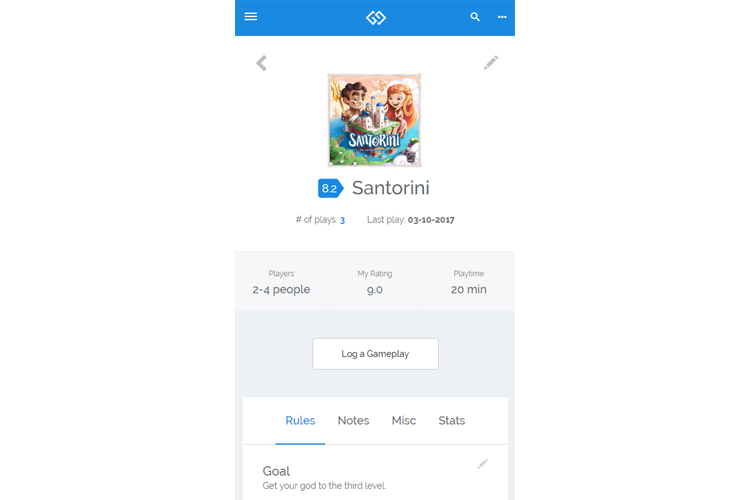 SANTORINI
8.2 Santorini
# of plays: 3 Last play: 03-10-2017
Players My Rating Playtime
2-4 people 9.0 20 min
Log a Gameplay
Rules Notes Misc Stats
Goal
Get your god to the third level.